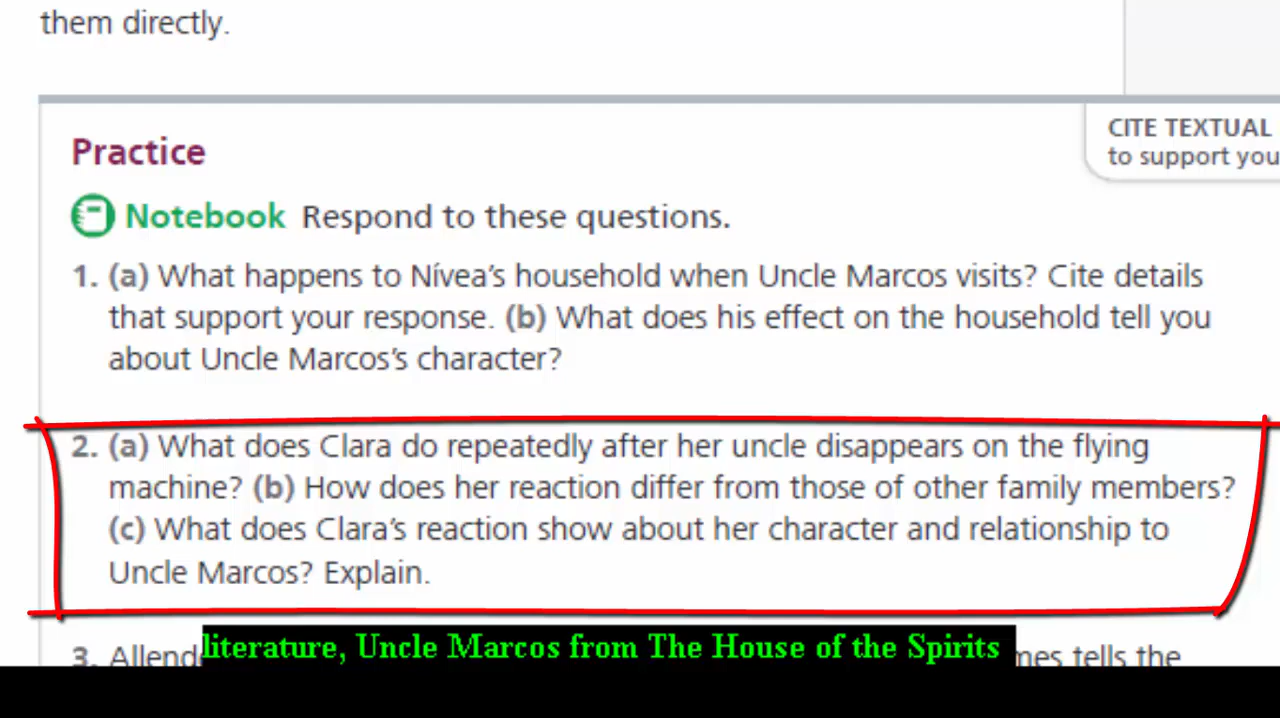 them directly.
CITE TEXTUAL
to support you
Practice
Notebook Respond to these questions.
1. (a) What happens to Nívea's household when Uncle Marcos visits? Cite details
that support your response. (b) What does his effect on the household tell you
about Uncle Marcos's character?
2. (a) What does Clara do repeatedly after her uncle disappears on the flying
machine? (b) How does her reaction differ from those of other family members?
(c) What does Clara's reaction show about her character and relationship to
Uncle Marcos? Explain.
3. Allend
literature, Uncle Marcos from The House of the Spirits
mes tells the